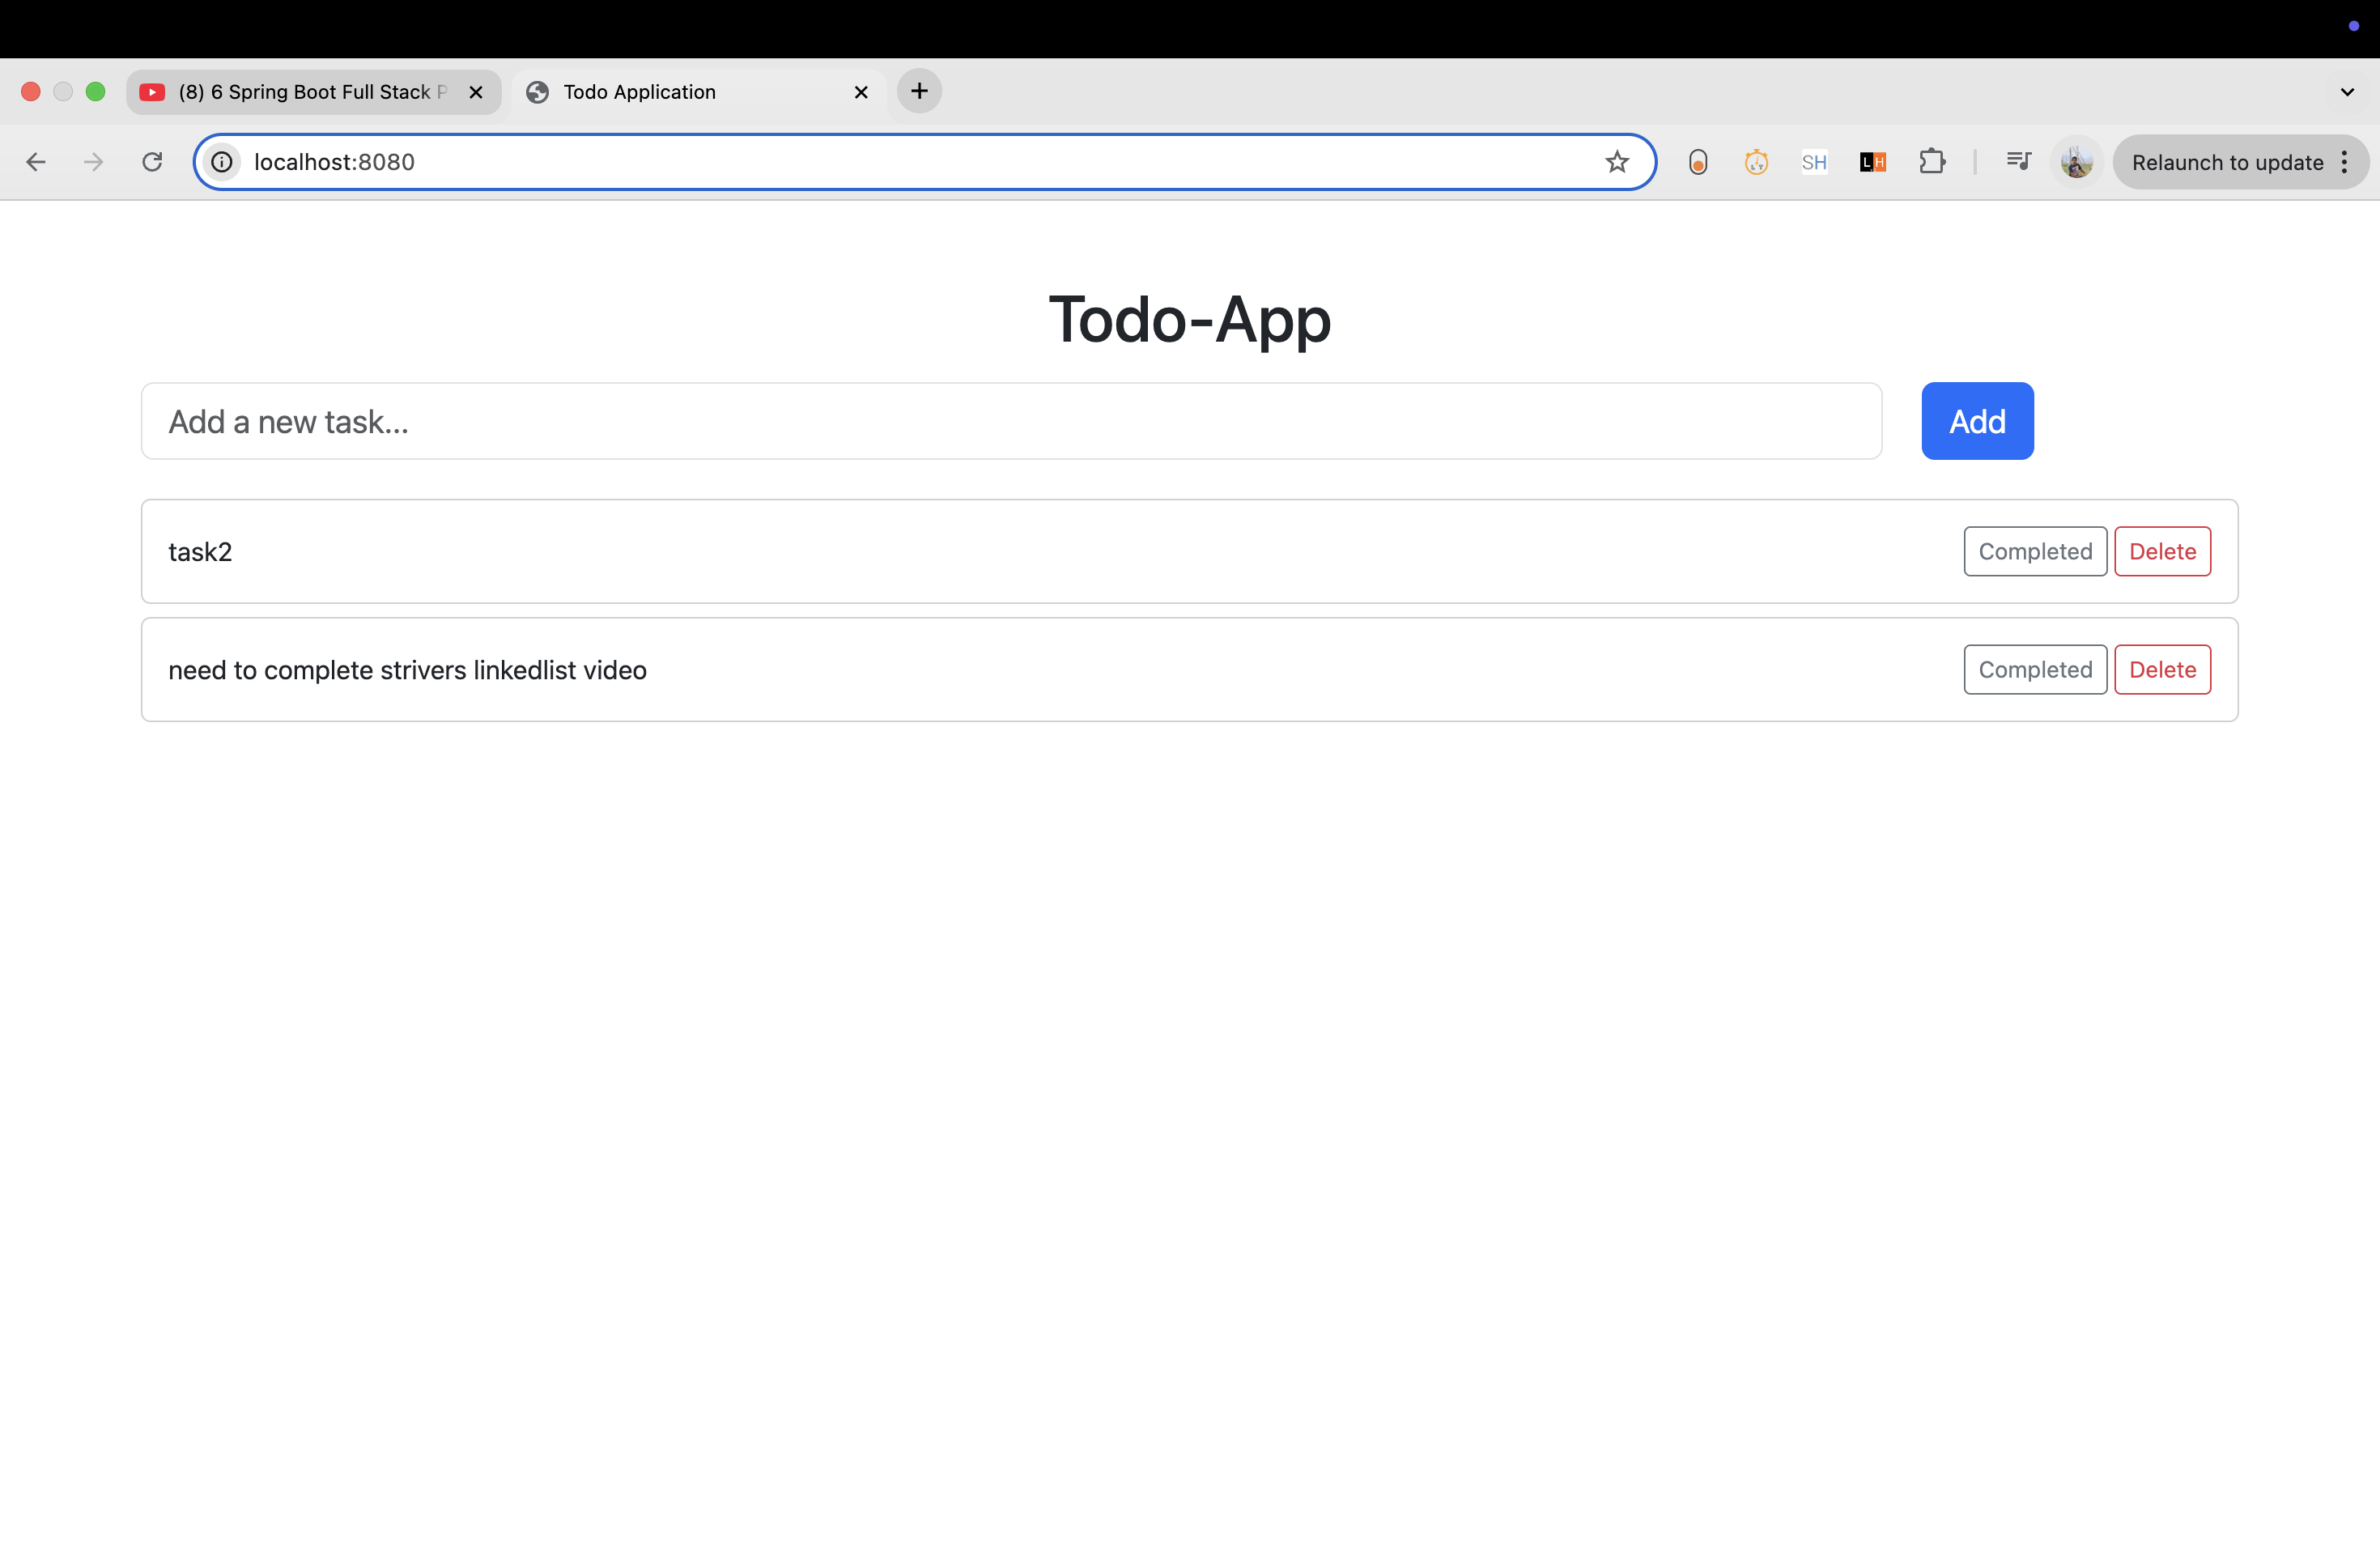 (8) 6 Spring Boot Full Stack P
Todo Application
localhost:8080
SH
LH
Relaunch to update
Todo-App
Add a new task...
Add
task2
Completed
Delete
need to complete strivers linkedlist video
Completed
Delete